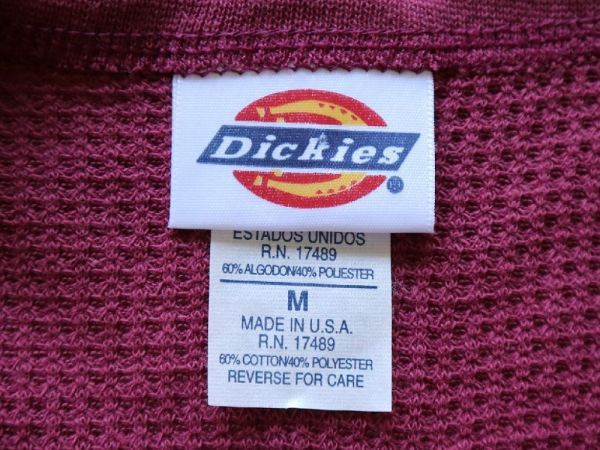 Dickies
®
ESTADOS UNIDOS
R.N. 17489
60% ALGODON/40% POLIESTER
M
MADE IN U.S.A.
R.N. 17489
60% COTTON/40% POLYESTER
REVERSE FOR CARE